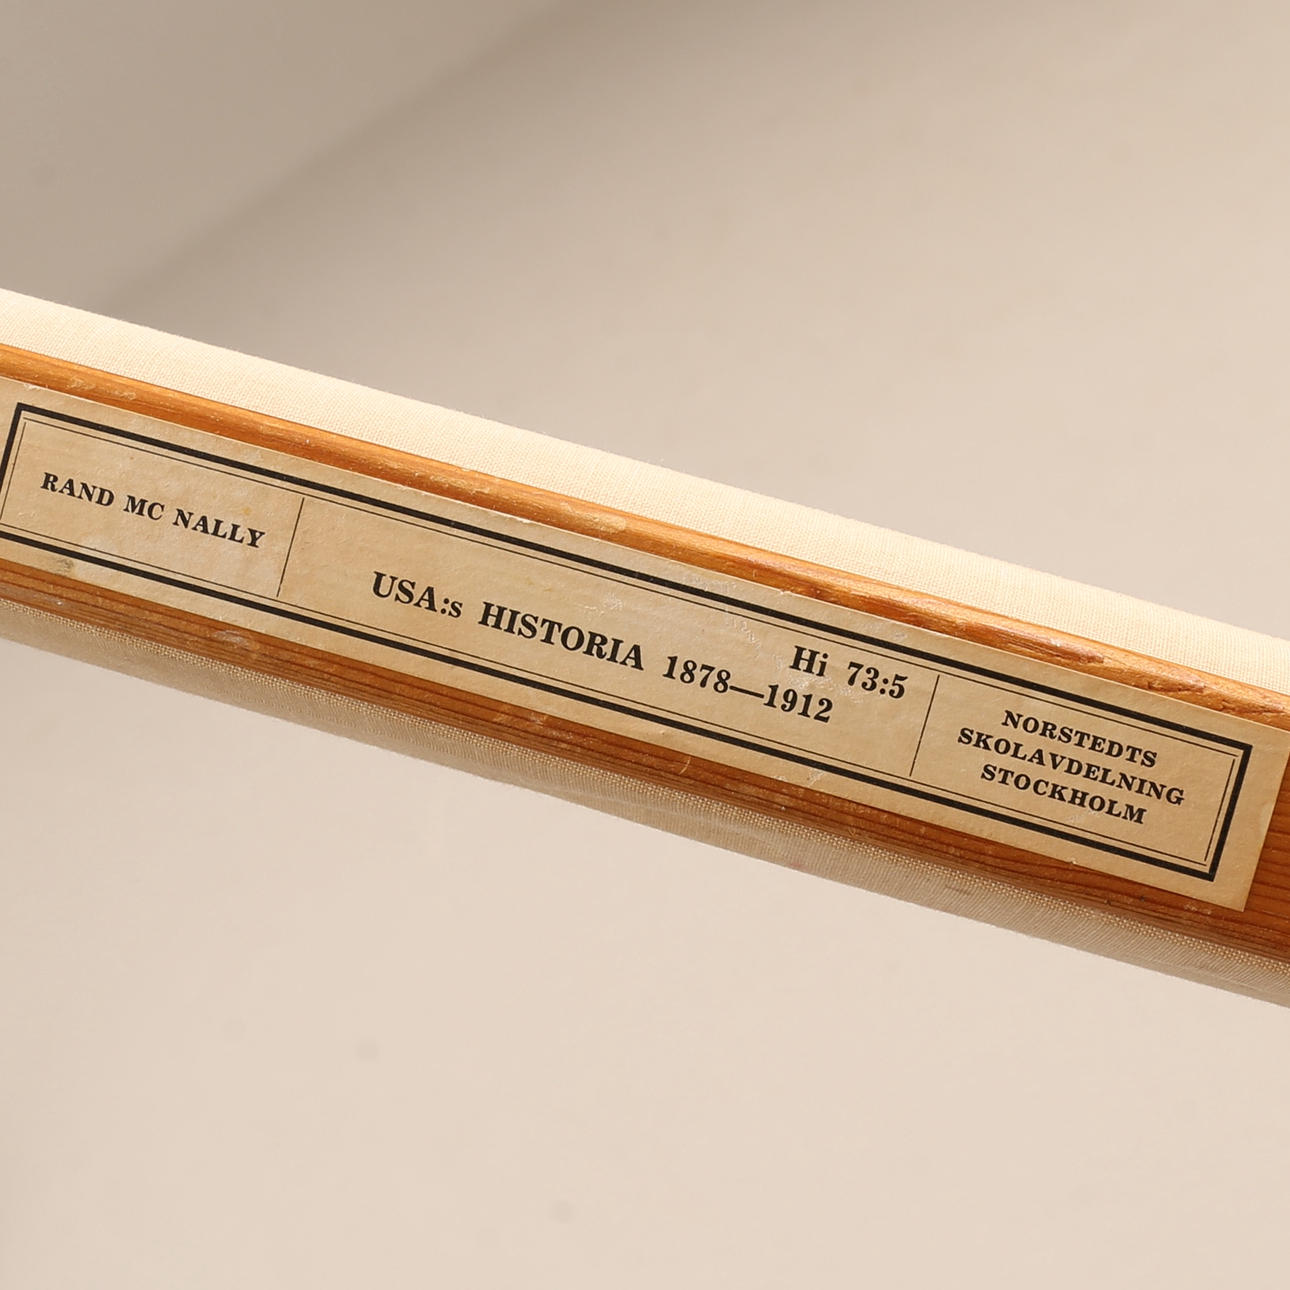 RAND MC NALLY
Hi 73:5
USA:s HISTORIA 1878—1912
NORSTEDTS
SKOLAVDELNING
STOCKHOLM